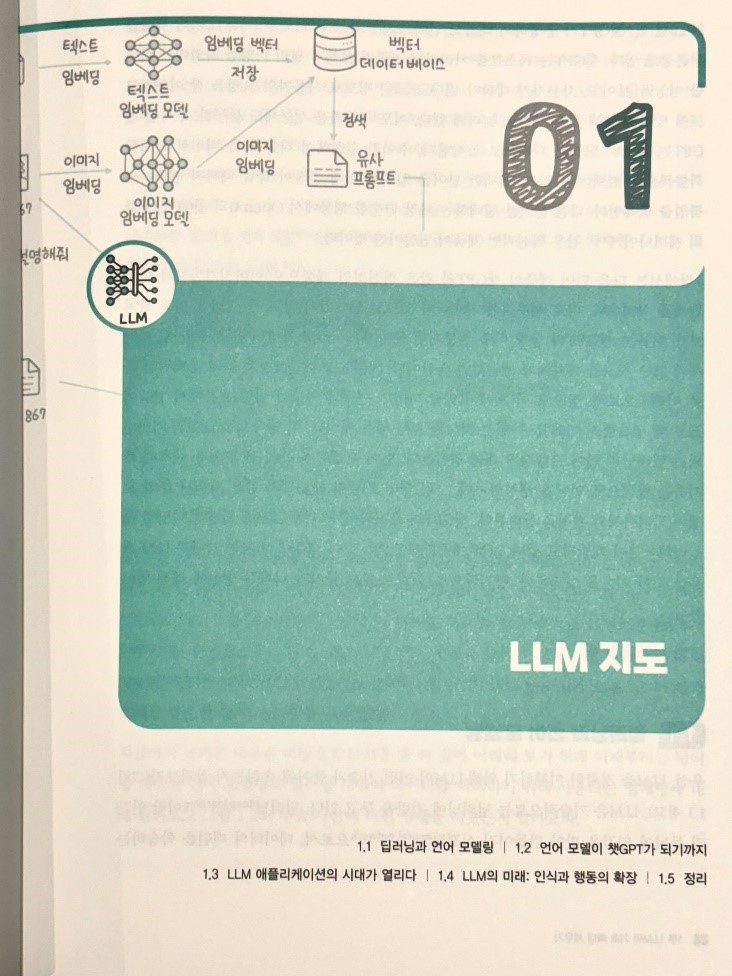 텍스트
임베딩
텍스트
임베딩 모델
임베딩 벡터
저장
벡터
데이터베이스
01
검색
이미지
임베딩
이미지
임베딩 모델
이미지
임베딩
유사
프롬프트
67
설명해줘
LLM
867
LLM 지도
1.1 딥러닝과 언어 모델링 | 1.2 언어 모델이 챗GPT가 되기까지
1.3 LLM 애플리케이션의 시대가 열리다 | 1.4 LLM의 미래: 인식과 행동의 확장 | 1.5 정리